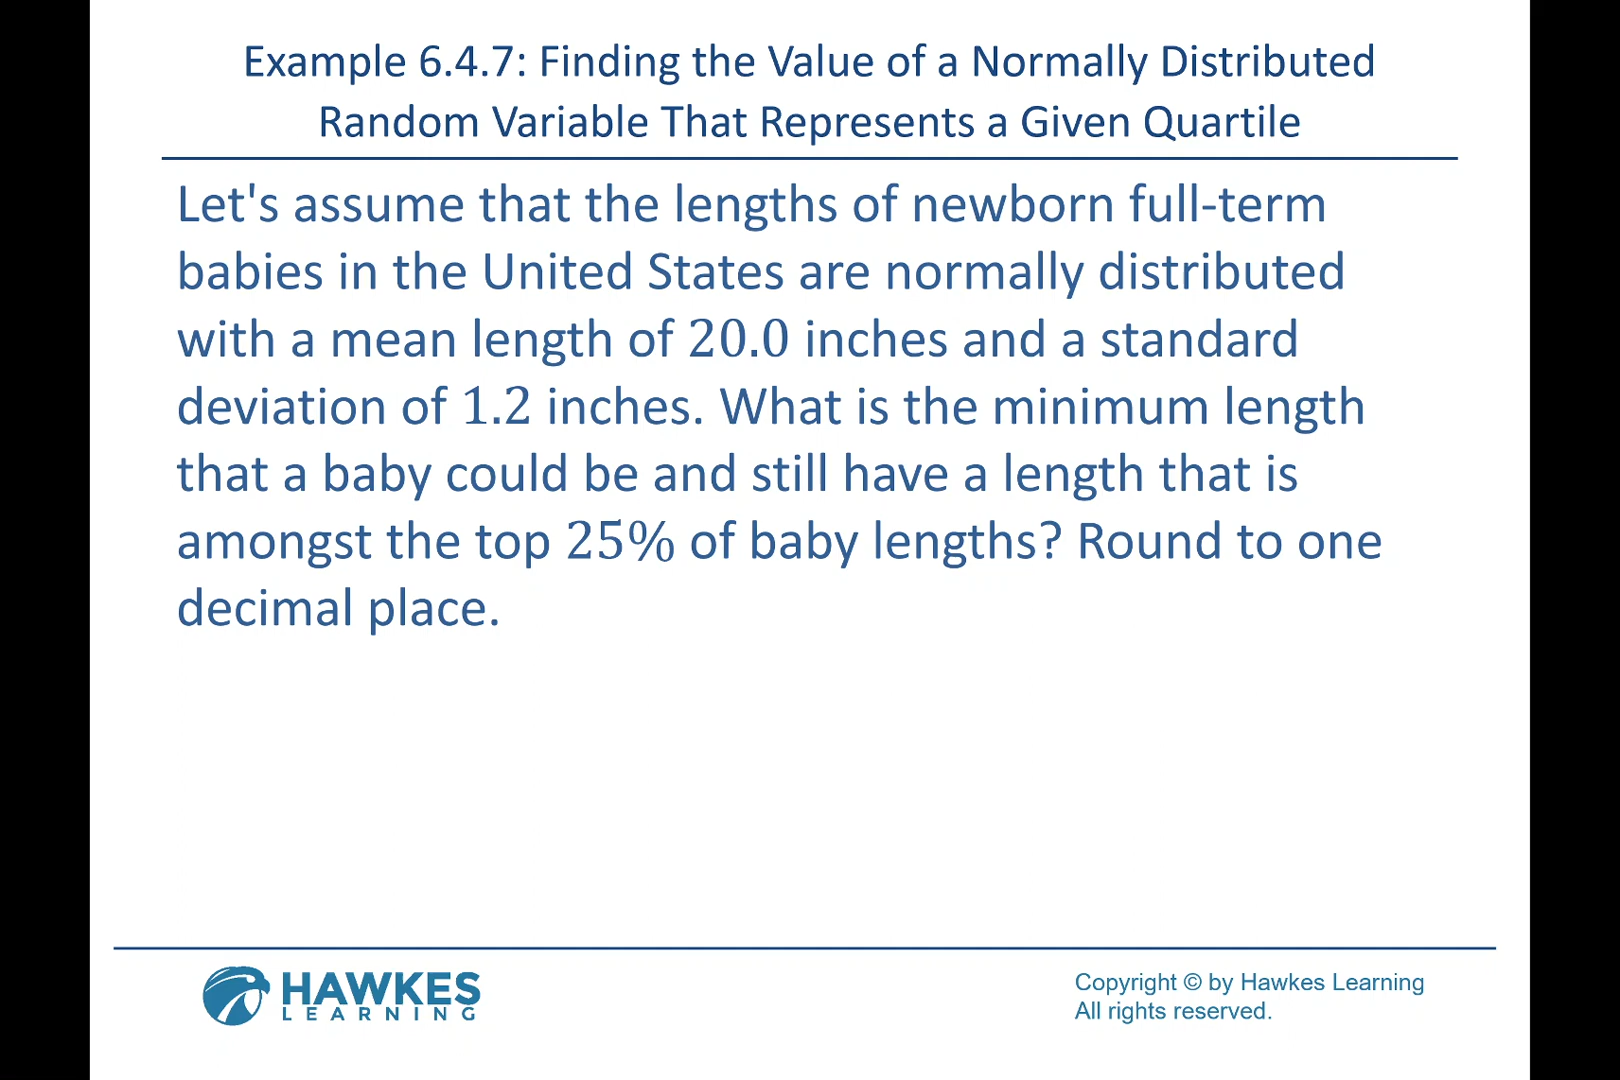 Example 6.4.7: Finding the Value of a Normally Distributed
Random Variable That Represents a Given Quartile
Let's assume that the lengths of newborn full-term
babies in the United States are normally distributed
with a mean length of 20.0 inches and a standard
deviation of 1.2 inches. What is the minimum length
that a baby could be and still have a length that is
amongst the top 25% of baby lengths? Round to one
decimal place.
HAWKES
LEARNING
Copyright © by Hawkes Learning
All rights reserved.